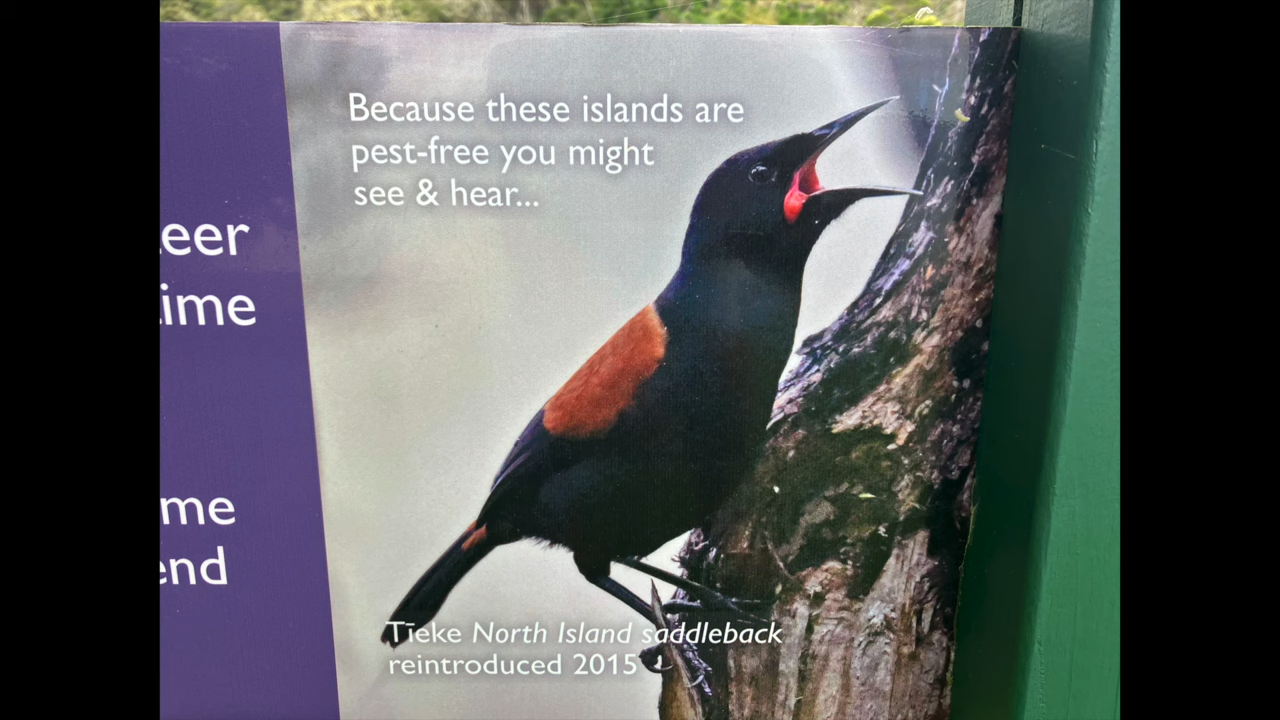 eer
ime
me
end
Because these islands are
pest-free you might
see & hear...
Tīeke North Island saddleback
reintroduced 2015